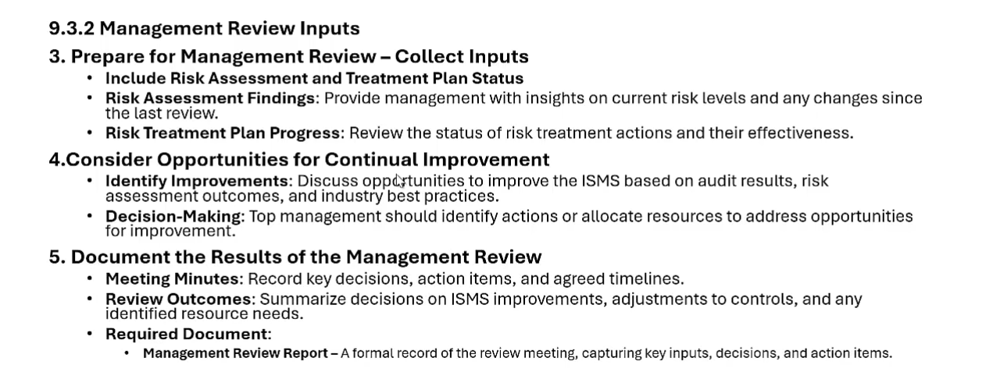 9.3.2 Management Review Inputs
3. Prepare for Management Review – Collect Inputs
• Include Risk Assessment and Treatment Plan Status
• Risk Assessment Findings: Provide management with insights on current risk levels and any changes since
the last review.
• Risk Treatment Plan Progress: Review the status of risk treatment actions and their effectiveness.
4.Consider Opportunities for Continual Improvement
• Identify Improvements: Discuss opportunities to improve the ISMS based on audit results, risk
assessment outcomes, and industry best practices.
• Decision-Making: Top management should identify actions or allocate resources to address opportunities
for improvement.
5. Document the Results of the Management Review
• Meeting Minutes: Record key decisions, action items, and agreed timelines.
• Review Outcomes: Summarize decisions on ISMS improvements, adjustments to controls, and any
identified resource needs.
• Required Document:
• Management Review Report – A formal record of the review meeting, capturing key inputs, decisions, and action items.